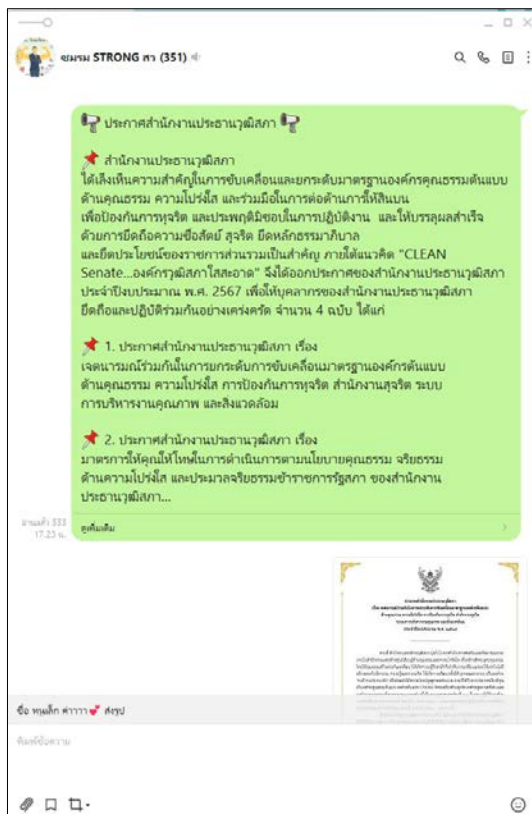 ชมรม STRONG สว (351)
ประกาศสำนักงานประธานวุฒิสภา
สำนักงานประธานวุฒิสภา
ได้เล็งเห็นความสำคัญในการขับเคลื่อนและยกระดับมาตรฐานองค์กรคุณธรรมต้นแบบ
ด้านคุณธรรม ความโปร่งใส และร่วมมือในการต่อต้านการให้สินบน
เพื่อป้องกันการทุจริต และประพฤติมิชอบในการปฏิบัติงาน และให้บรรลุผลสำเร็จ
ด้วยการยึดถือความซื่อสัตย์ สุจริต ยึดหลักธรรมาภิบาล
และยึดประโยชน์ของราชการส่วนรวมเป็นสำคัญ ภายใต้แนวคิด "CLEAN
Senate...องค์กรวุฒิสภาใสสะอาด" จึงได้ออกประกาศของสำนักงานประธานวุฒิสภา
ประจำปีงบประมาณ พ.ศ. 2567 เพื่อให้บุคลากรของสำนักงานประธานวุฒิสภา
ยึดถือและปฏิบัติร่วมกันอย่างเคร่งครัด จำนวน 4 ฉบับ ได้แก่
1. ประกาศสำนักงานประธานวุฒิสภา เรื่อง
เจตนารมณ์ร่วมกันในการยกระดับการขับเคลื่อนมาตรฐานองค์กรต้นแบบ
ด้านคุณธรรม ความโปร่งใส การป้องกันการทุจริต สำนักงานสุจริต ระบบ
การบริหารงานคุณภาพ และสิ่งแวดล้อม
2. ประกาศสำนักงานประธานวุฒิสภา เรื่อง
มาตรการให้คุณให้โทษในการดำเนินการตามนโยบายคุณธรรม จริยธรรม
ด้านความโปร่งใส และประมวลจริยธรรมข้าราชการรัฐสภา ของสำนักงาน
ประธานวุฒิสภา...
อ่านแล้ว 333
17.23 น.
ดูเพิ่มเติม
ชื่อ หนูเล็ก ค่าาาา ส่งรูป
พิมพ์ข้อความ